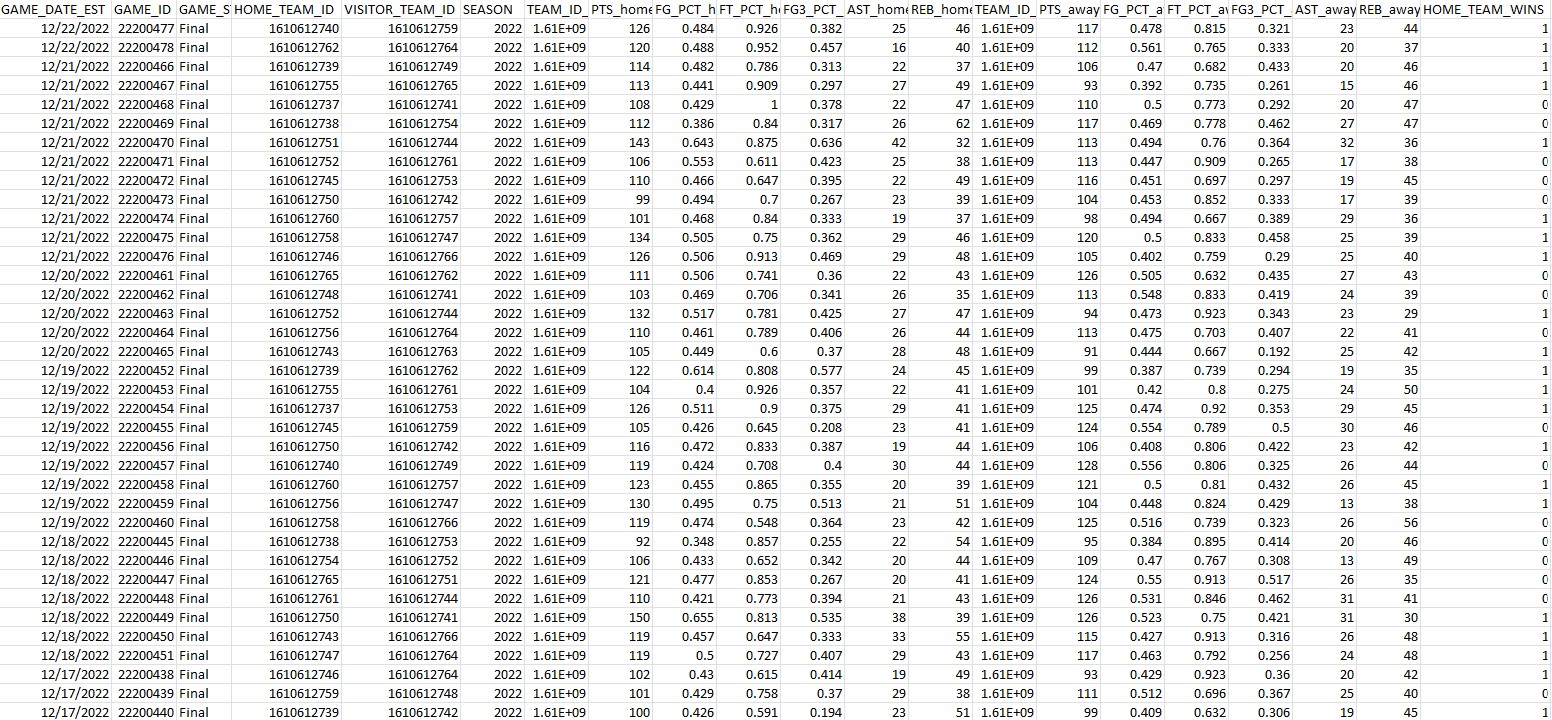 GAME_DATE_EST GAME_ID GAME_S HOME_TEAM_ID VISITOR_TEAM_ID SEASON TEAM_ID_ PTS_home FG_PCT_h FT_PCT_h FG3_PCT_ AST_home REB_home TEAM_ID_ PTS_away FG_PCT_a FT_PCT_a FG3_PCT_ AST_away REB_away HOME_TEAM_WINS
12/22/2022 22200477 Final 1610612740 1610612759 2022 1.61E+09 126 0.484 0.926 0.382 25 46 1.61E+09 117 0.478 0.815 0.321 23 44 1
12/22/2022 22200478 Final 1610612762 1610612764 2022 1.61E+09 120 0.488 0.952 0.457 16 40 1.61E+09 112 0.561 0.765 0.333 20 37 1
12/21/2022 22200466 Final 1610612739 1610612749 2022 1.61E+09 114 0.482 0.786 0.313 22 37 1.61E+09 106 0.47 0.682 0.433 20 46 1
12/21/2022 22200467 Final 1610612755 1610612765 2022 1.61E+09 113 0.441 0.909 0.297 27 49 1.61E+09 93 0.392 0.735 0.261 15 46 1
12/21/2022 22200468 Final 1610612737 1610612741 2022 1.61E+09 108 0.429 1 0.378 22 47 1.61E+09 110 0.5 0.773 0.292 20 47 0
12/21/2022 22200469 Final 1610612738 1610612754 2022 1.61E+09 112 0.386 0.84 0.317 26 62 1.61E+09 117 0.469 0.778 0.462 27 47 0
12/21/2022 22200470 Final 1610612751 1610612744 2022 1.61E+09 143 0.643 0.875 0.636 42 32 1.61E+09 113 0.494 0.76 0.364 32 36 1
12/21/2022 22200471 Final 1610612752 1610612761 2022 1.61E+09 106 0.553 0.611 0.423 25 38 1.61E+09 113 0.447 0.909 0.265 17 38 0
12/21/2022 22200472 Final 1610612745 1610612753 2022 1.61E+09 110 0.466 0.647 0.395 22 49 1.61E+09 116 0.451 0.697 0.297 19 45 0
12/21/2022 22200473 Final 1610612750 1610612742 2022 1.61E+09 99 0.494 0.7 0.267 23 39 1.61E+09 104 0.453 0.852 0.333 17 39 0
12/21/2022 22200474 Final 1610612760 1610612757 2022 1.61E+09 101 0.468 0.84 0.333 19 37 1.61E+09 98 0.494 0.667 0.389 29 36 1
12/21/2022 22200475 Final 1610612758 1610612747 2022 1.61E+09 134 0.505 0.75 0.362 29 46 1.61E+09 120 0.5 0.833 0.458 25 39 1
12/21/2022 22200476 Final 1610612746 1610612766 2022 1.61E+09 126 0.506 0.913 0.469 29 48 1.61E+09 105 0.402 0.759 0.29 25 40 1
12/20/2022 22200461 Final 1610612765 1610612762 2022 1.61E+09 111 0.506 0.741 0.36 22 43 1.61E+09 126 0.505 0.632 0.435 27 43 0
12/20/2022 22200462 Final 1610612748 1610612741 2022 1.61E+09 103 0.469 0.706 0.341 26 35 1.61E+09 113 0.548 0.833 0.419 24 39 0
12/20/2022 22200463 Final 1610612752 1610612744 2022 1.61E+09 132 0.517 0.781 0.425 27 47 1.61E+09 94 0.473 0.923 0.343 23 29 1
12/20/2022 22200464 Final 1610612756 1610612764 2022 1.61E+09 110 0.461 0.789 0.406 26 44 1.61E+09 113 0.475 0.703 0.407 22 41 0
12/20/2022 22200465 Final 1610612743 1610612763 2022 1.61E+09 105 0.449 0.6 0.37 28 48 1.61E+09 91 0.444 0.667 0.192 25 42 1
12/19/2022 22200452 Final 1610612739 1610612762 2022 1.61E+09 122 0.614 0.808 0.577 24 45 1.61E+09 99 0.387 0.739 0.294 19 35 1
12/19/2022 22200453 Final 1610612755 1610612761 2022 1.61E+09 104 0.4 0.926 0.357 22 41 1.61E+09 101 0.42 0.8 0.275 24 50 1
12/19/2022 22200454 Final 1610612737 1610612753 2022 1.61E+09 126 0.511 0.9 0.375 29 41 1.61E+09 125 0.474 0.92 0.353 29 45 1
12/19/2022 22200455 Final 1610612745 1610612759 2022 1.61E+09 105 0.426 0.645 0.208 23 41 1.61E+09 124 0.554 0.789 0.5 30 46 0
12/19/2022 22200456 Final 1610612750 1610612742 2022 1.61E+09 116 0.472 0.833 0.387 19 44 1.61E+09 106 0.408 0.806 0.422 23 42 1
12/19/2022 22200457 Final 1610612740 1610612749 2022 1.61E+09 119 0.424 0.708 0.4 30 44 1.61E+09 128 0.556 0.806 0.325 26 44 0
12/19/2022 22200458 Final 1610612760 1610612757 2022 1.61E+09 123 0.455 0.865 0.355 20 39 1.61E+09 121 0.5 0.81 0.432 26 45 1
12/19/2022 22200459 Final 1610612756 1610612747 2022 1.61E+09 130 0.495 0.75 0.513 21 51 1.61E+09 104 0.448 0.824 0.429 13 38 1
12/19/2022 22200460 Final 1610612758 1610612766 2022 1.61E+09 119 0.474 0.548 0.364 23 42 1.61E+09 125 0.516 0.739 0.323 26 56 0
12/18/2022 22200445 Final 1610612738 1610612753 2022 1.61E+09 92 0.348 0.857 0.255 22 54 1.61E+09 95 0.384 0.895 0.414 20 46 0
12/18/2022 22200446 Final 1610612754 1610612752 2022 1.61E+09 106 0.433 0.652 0.342 20 44 1.61E+09 109 0.47 0.767 0.308 13 49 0
12/18/2022 22200447 Final 1610612765 1610612751 2022 1.61E+09 121 0.477 0.853 0.267 20 41 1.61E+09 124 0.55 0.913 0.517 26 35 0
12/18/2022 22200448 Final 1610612761 1610612744 2022 1.61E+09 110 0.421 0.773 0.394 21 43 1.61E+09 126 0.531 0.846 0.462 31 41 0
12/18/2022 22200449 Final 1610612750 1610612741 2022 1.61E+09 150 0.655 0.813 0.535 38 39 1.61E+09 126 0.523 0.75 0.421 31 30 1
12/18/2022 22200450 Final 1610612743 1610612766 2022 1.61E+09 119 0.457 0.647 0.333 33 55 1.61E+09 115 0.427 0.913 0.316 26 48 1
12/18/2022 22200451 Final 1610612747 1610612764 2022 1.61E+09 119 0.5 0.727 0.407 29 43 1.61E+09 117 0.463 0.792 0.256 24 48 1
12/17/2022 22200438 Final 1610612746 1610612764 2022 1.61E+09 102 0.43 0.615 0.414 19 49 1.61E+09 93 0.429 0.923 0.36 20 42 1
12/17/2022 22200439 Final 1610612759 1610612748 2022 1.61E+09 101 0.429 0.758 0.37 29 38 1.61E+09 111 0.512 0.696 0.367 25 40 0
12/17/2022 22200440 Final 1610612739 1610612742 2022 1.61E+09 100 0.426 0.591 0.194 23 51 1.61E+09 99 0.409 0.632 0.306 19 45 1